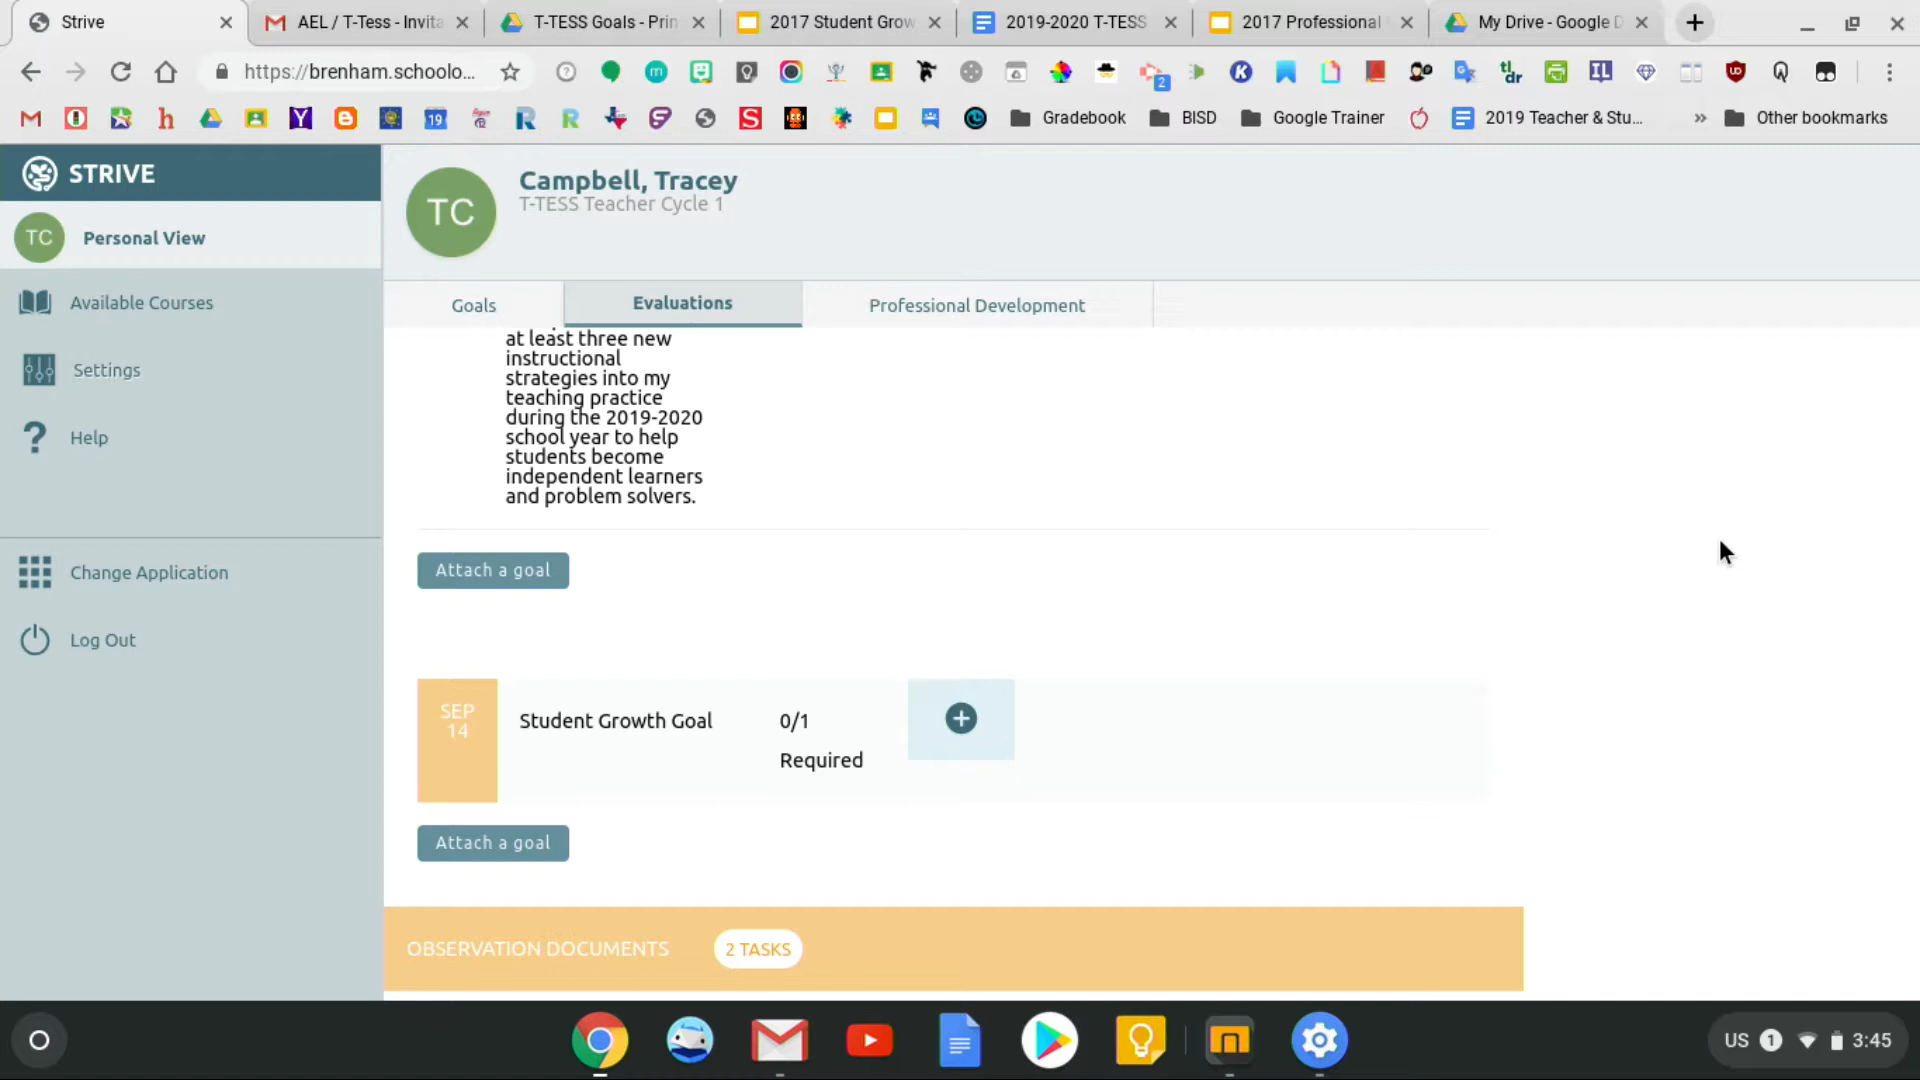 Strive
AEL / T-Tess - Invita
T-TESS Goals - Prin
2017 Student Grow
2019-2020 T-TESS
2017 Professional
My Drive - Google D
https://brenham.schoolo...
Gradebook
BISD
Google Trainer
2019 Teacher & Stu...
Other bookmarks
STRIVE
TC
Personal View
Available Courses
Settings
Help
Change Application
Log Out
TC
Campbell, Tracey
T-TESS Teacher Cycle 1
Goals
Evaluations
Professional Development
at least three new
instructional
strategies into my
teaching practice
during the 2019-2020
school year to help
students become
independent learners
and problem solvers.
Attach a goal
SEP
14
Student Growth Goal
0/1
Required
Attach a goal
OBSERVATION DOCUMENTS
2 TASKS
US
1
3:45